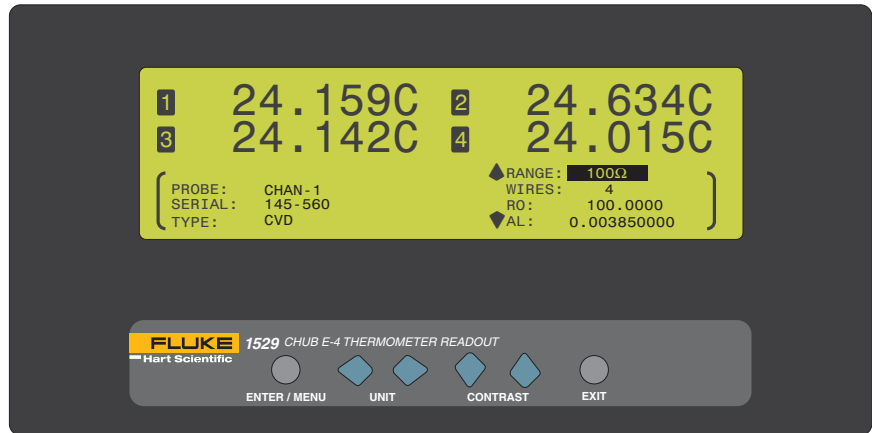 1 24.159C 2 24.634C
3 24.142C 4 24.015C
PROBE: CHAN-1
SERIAL: 145-560
TYPE: CVD
RANGE: 100Ω
WIRES: 4
RO: 100.0000
AL: 0.003850000
FLUKE
Hart Scientific
1529 CHUB E-4 THERMOMETER READOUT
ENTER / MENU UNIT CONTRAST EXIT